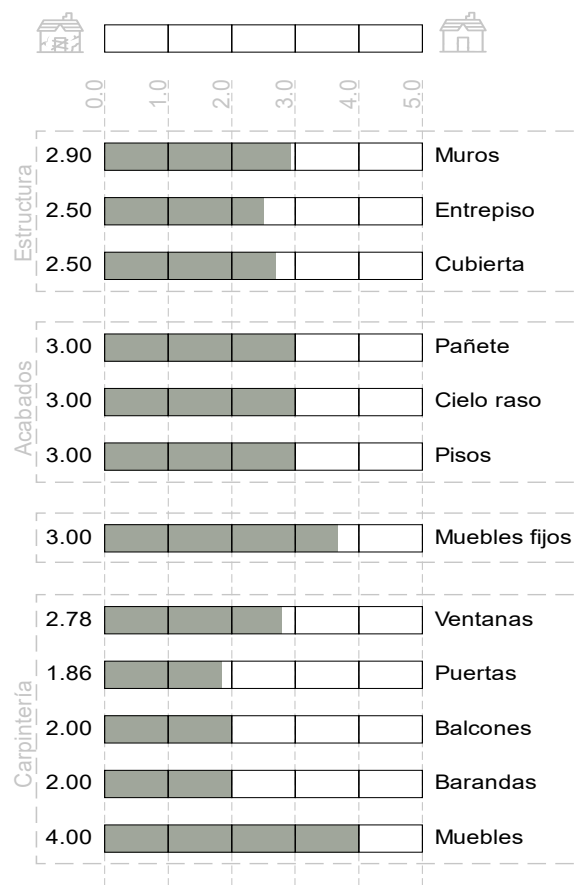 0.0 1.0 2.0 3.0 4.0 5.0
Estructura
2.90 Muros
2.50 Entrepiso
2.50 Cubierta
Acabados
3.00 Pañete
3.00 Cielo raso
3.00 Pisos
3.00 Muebles fijos
Carpintería
2.78 Ventanas
1.86 Puertas
2.00 Balcones
2.00 Barandas
4.00 Muebles